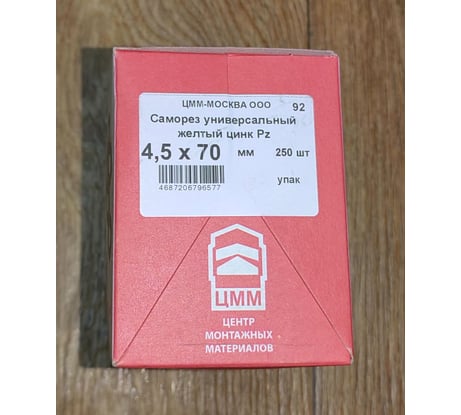 ЦММ-МОСКВА ООО 92
Саморез универсальный
желтый цинк Pz
4,5 x 70 мм 250 шт
4687206796577
упак
ЦММ
ЦЕНТР
МОНТАЖНЫХ
МАТЕРИАЛОВ